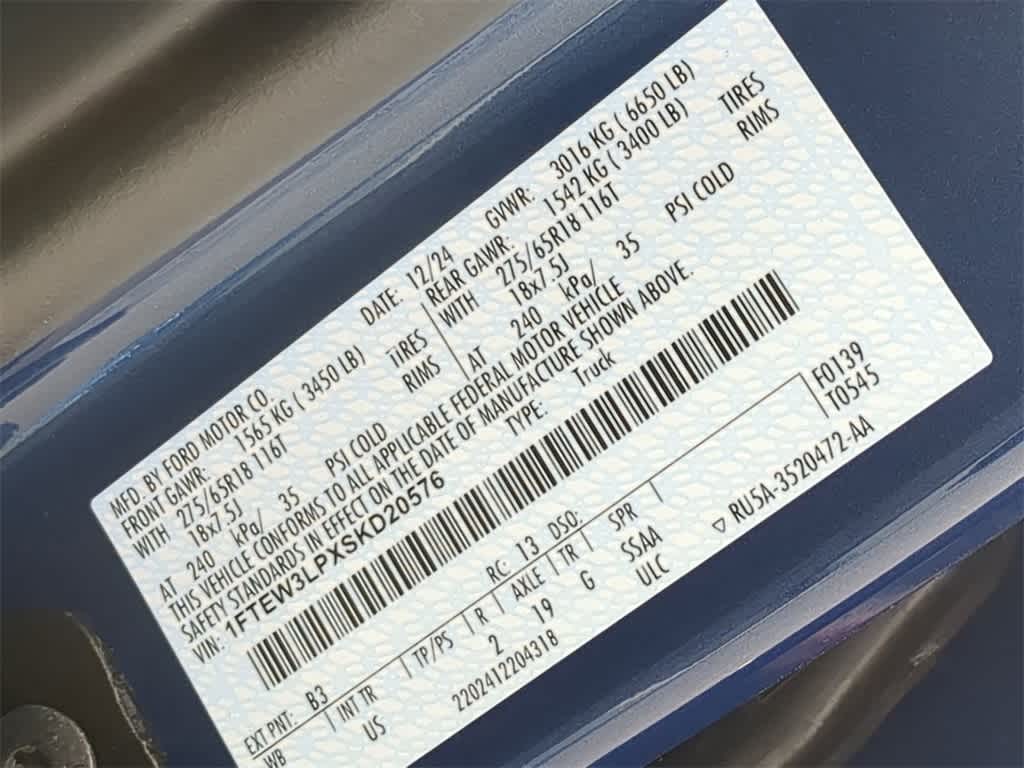 MFD. BY FORD MOTOR CO.
DATE: 12/24 GVWR: 3016 KG ( 6650 LB)
FRONT GAWR: 1565 KG ( 3450 LB) REAR GAWR: 1542 KG ( 3400 LB)
WITH 275/65R18 116T TIRES WITH 275/65R18 116T TIRES
18x7.5J RIMS 18x7.5J RIMS
AT 240 kPa/ 35 PSI COLD AT 240 kPa/ 35 PSI COLD
THIS VEHICLE CONFORMS TO ALL APPLICABLE FEDERAL MOTOR VEHICLE
SAFETY STANDARDS IN EFFECT ON THE DATE OF MANUFACTURE SHOWN ABOVE.
VIN: 1FTEW3LPXSKD20576 TYPE: Truck
F0139
T0545
EXT PNT: B3 RC: 13 DSO:
WB INT TR TP/PS R AXLE TR SPR
US 2 19 G SSAA
2202412204318 ULC
▽ RU5A-3520472-AA